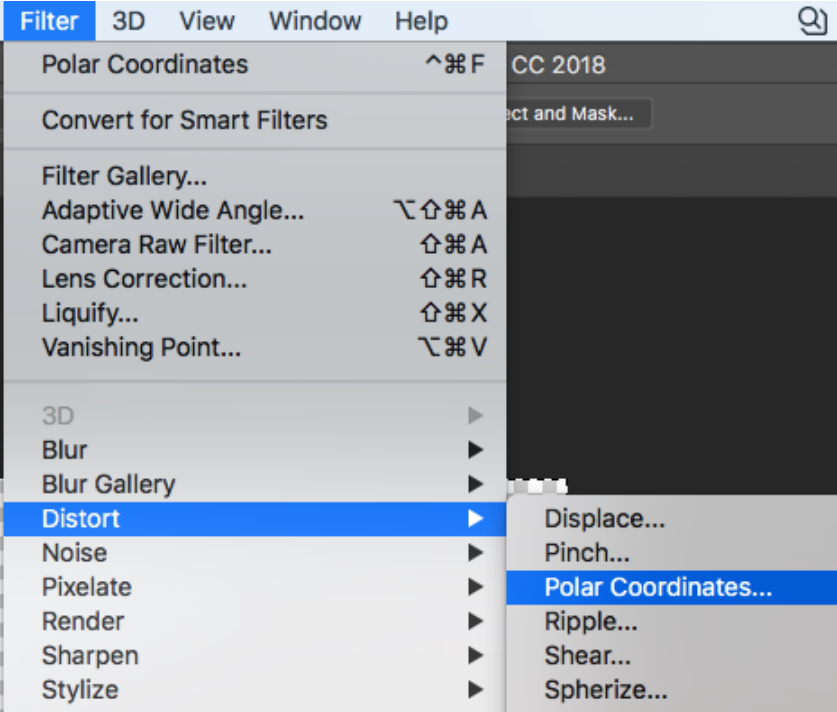 Filter 3D View Window Help
Polar Coordinates ^⌘F
CC 2018
Convert for Smart Filters
ect and Mask...
Filter Gallery...
Adaptive Wide Angle... ⌥⇧⌘A
Camera Raw Filter... ⇧⌘A
Lens Correction... ⇧⌘R
Liquify... ⇧⌘X
Vanishing Point... ⌥⌘V
3D
Blur
Blur Gallery
Distort
Noise
Pixelate
Render
Sharpen
Stylize
Displace...
Pinch...
Polar Coordinates...
Ripple...
Shear...
Spherize...